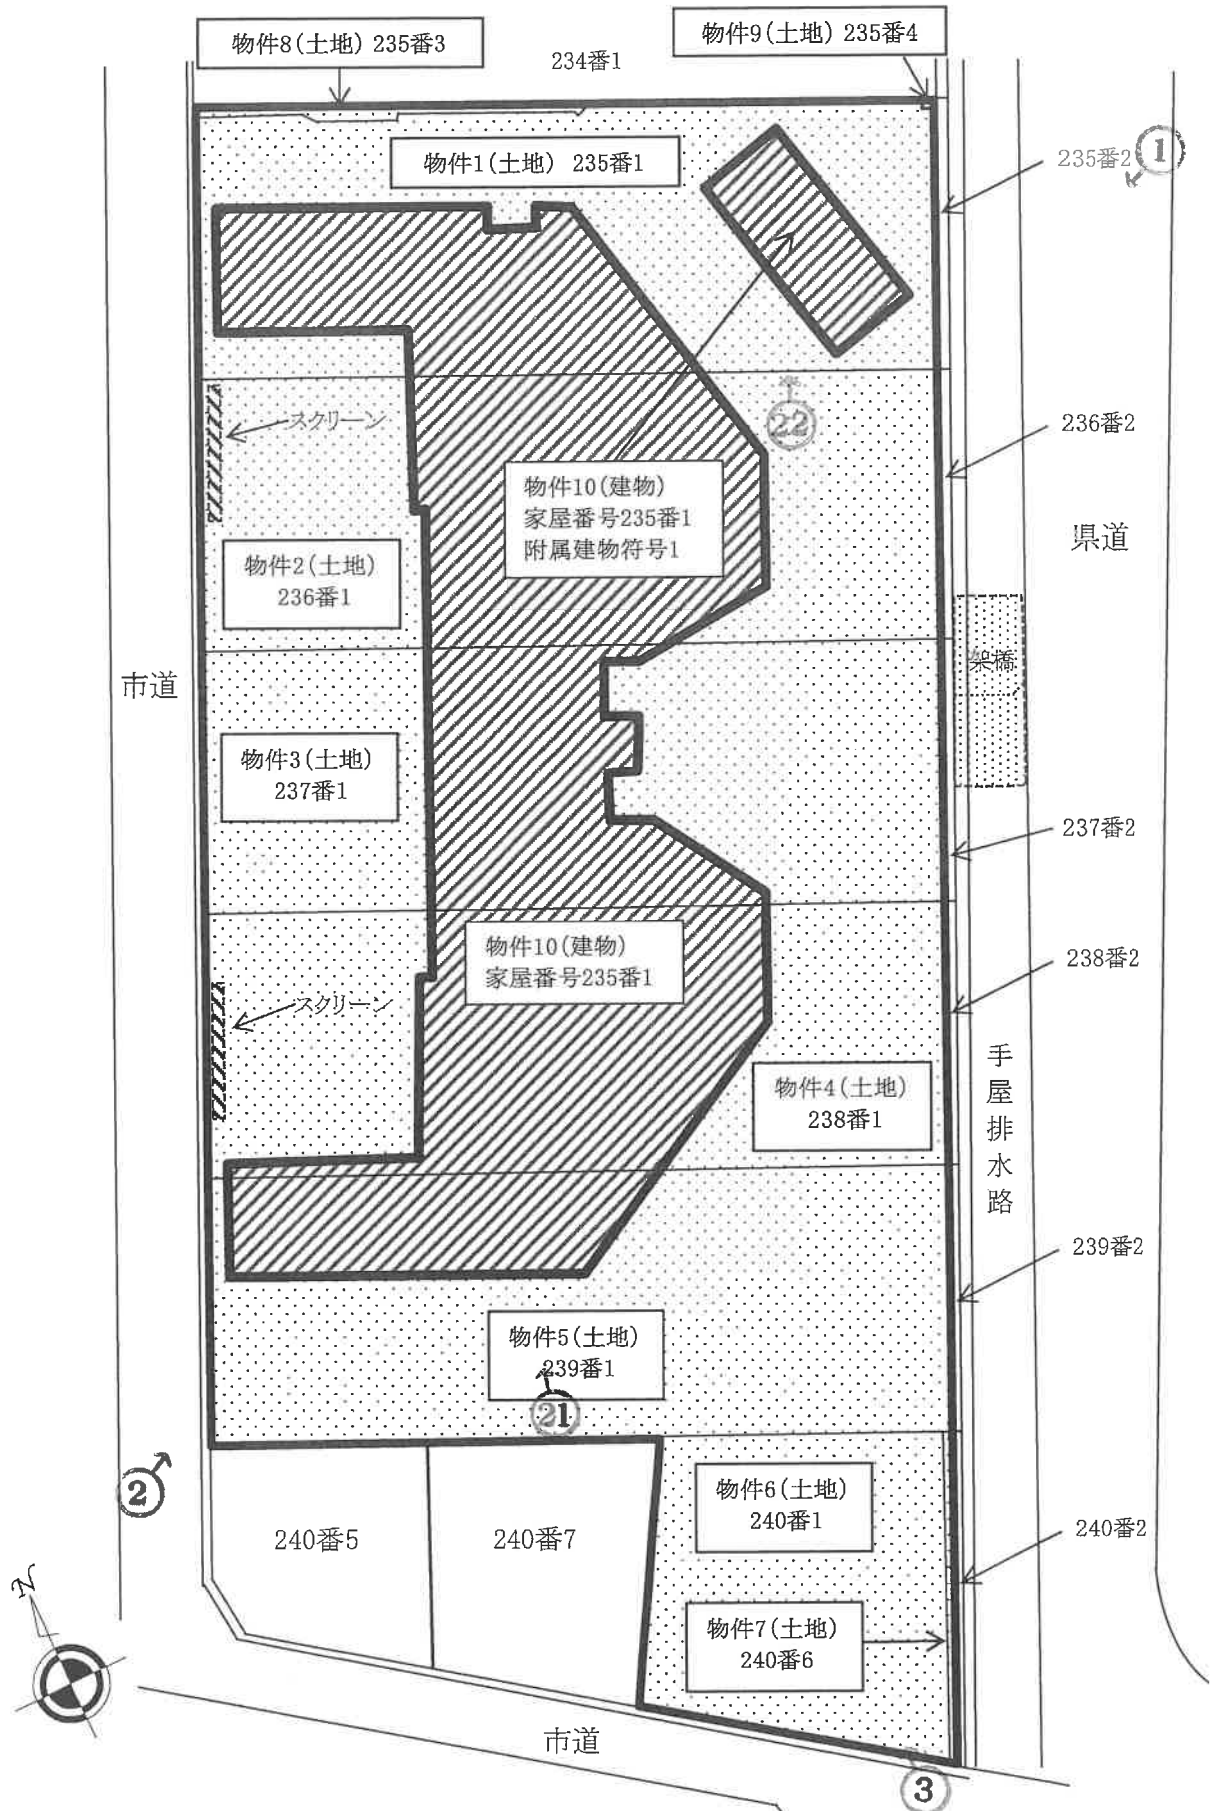 物件8(土地) 235番3
物件9(土地) 235番4
234番1
物件1(土地) 235番1
235番2
1
スクリーン
22
236番2
物件10(建物)
家屋番号235番1
附属建物符号1
県道
物件2(土地)
236番1
架橋
市道
物件3(土地)
237番1
237番2
物件10(建物)
家屋番号235番1
238番2
スクリーン
手屋排水路
物件4(土地)
238番1
239番2
物件5(土地)
239番1
21
2
物件6(土地)
240番1
240番5
240番7
240番2
N
物件7(土地)
240番6
市道
3